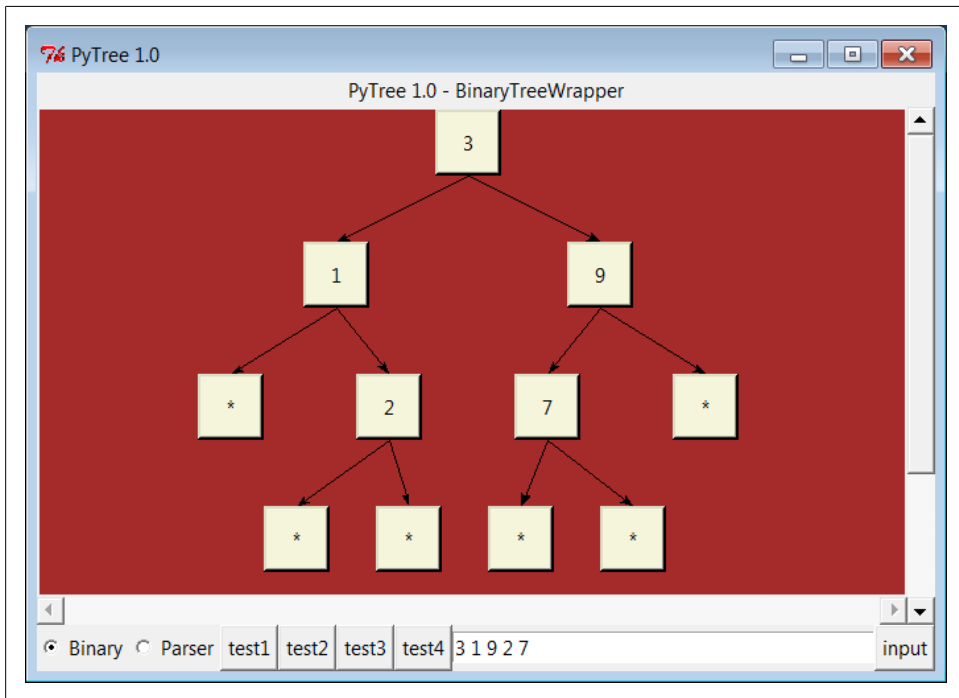 PyTree 1.0
PyTree 1.0 - BinaryTreeWrapper
3
1 9
* 2 7 *
* * * *
Binary Parser test1 test2 test3 test4 3 1 9 2 7 input